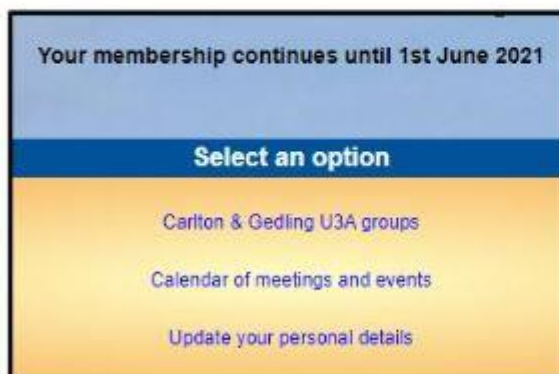 Your membership continues until 1st June 2021
Select an option
Carlton & Gedling U3A groups
Calendar of meetings and events
Update your personal details